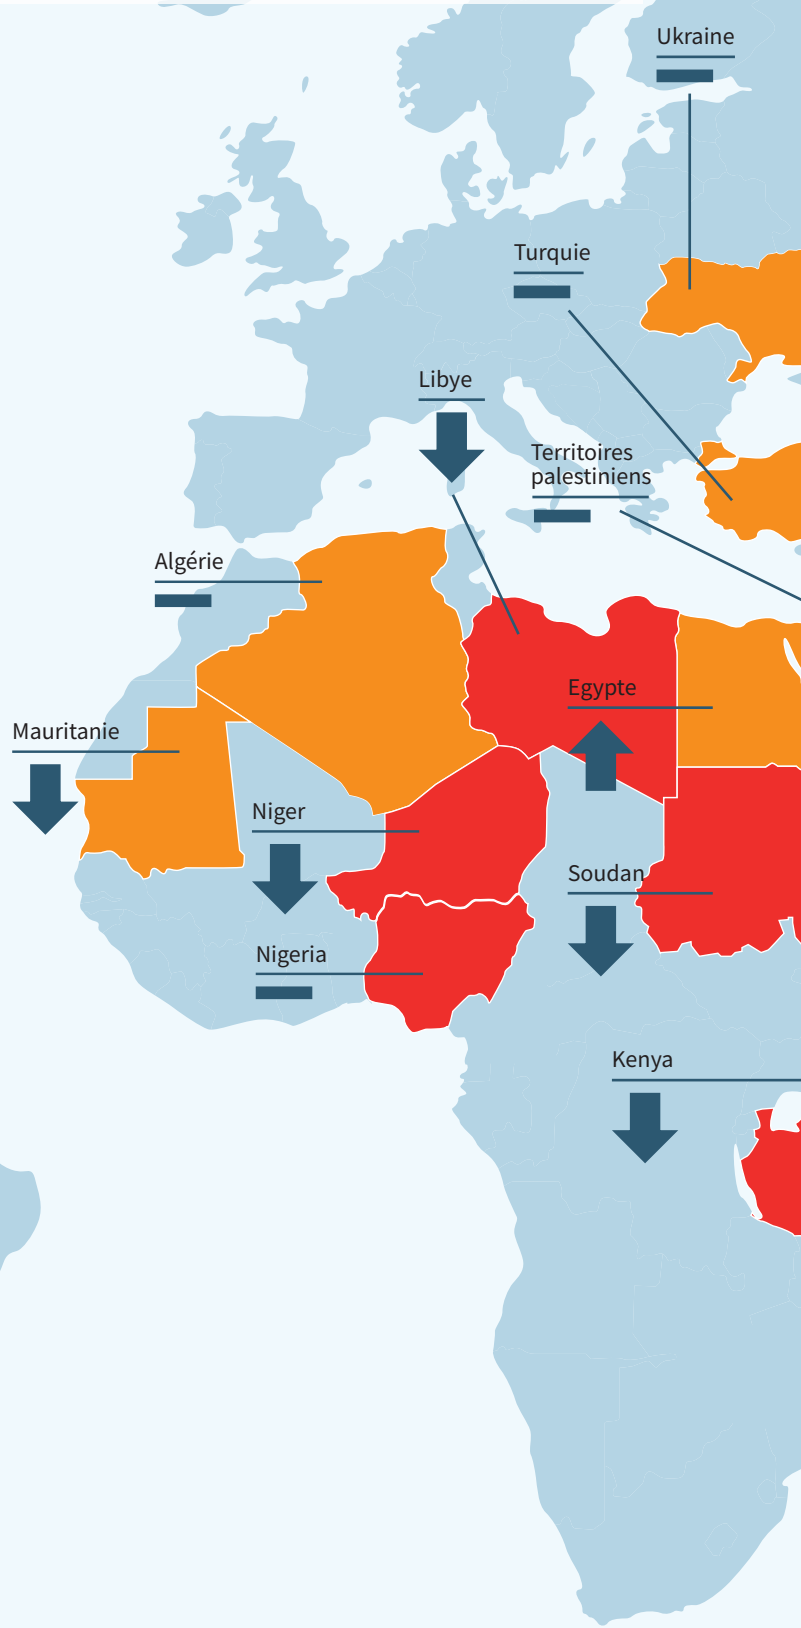 Ukraine
Turquie
Libye
Territoires
palestiniens
Algérie
Egypte
Mauritanie
Niger
Soudan
Nigeria
Kenya